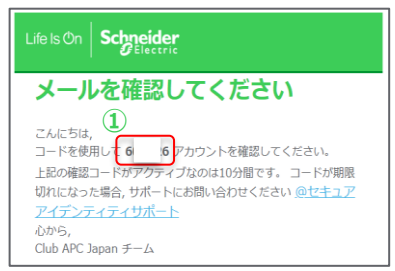 Life Is On Schneider Electric
メールを確認してください
①
こんにちは,
コードを使用して 6 6 アカウントを確認してください。
上記の確認コードがアクティブなのは10分間です。 コードが期限
切れになった場合, サポートにお問い合わせください @セキュア
アイデンティティサポート
心から,
Club APC Japan チーム